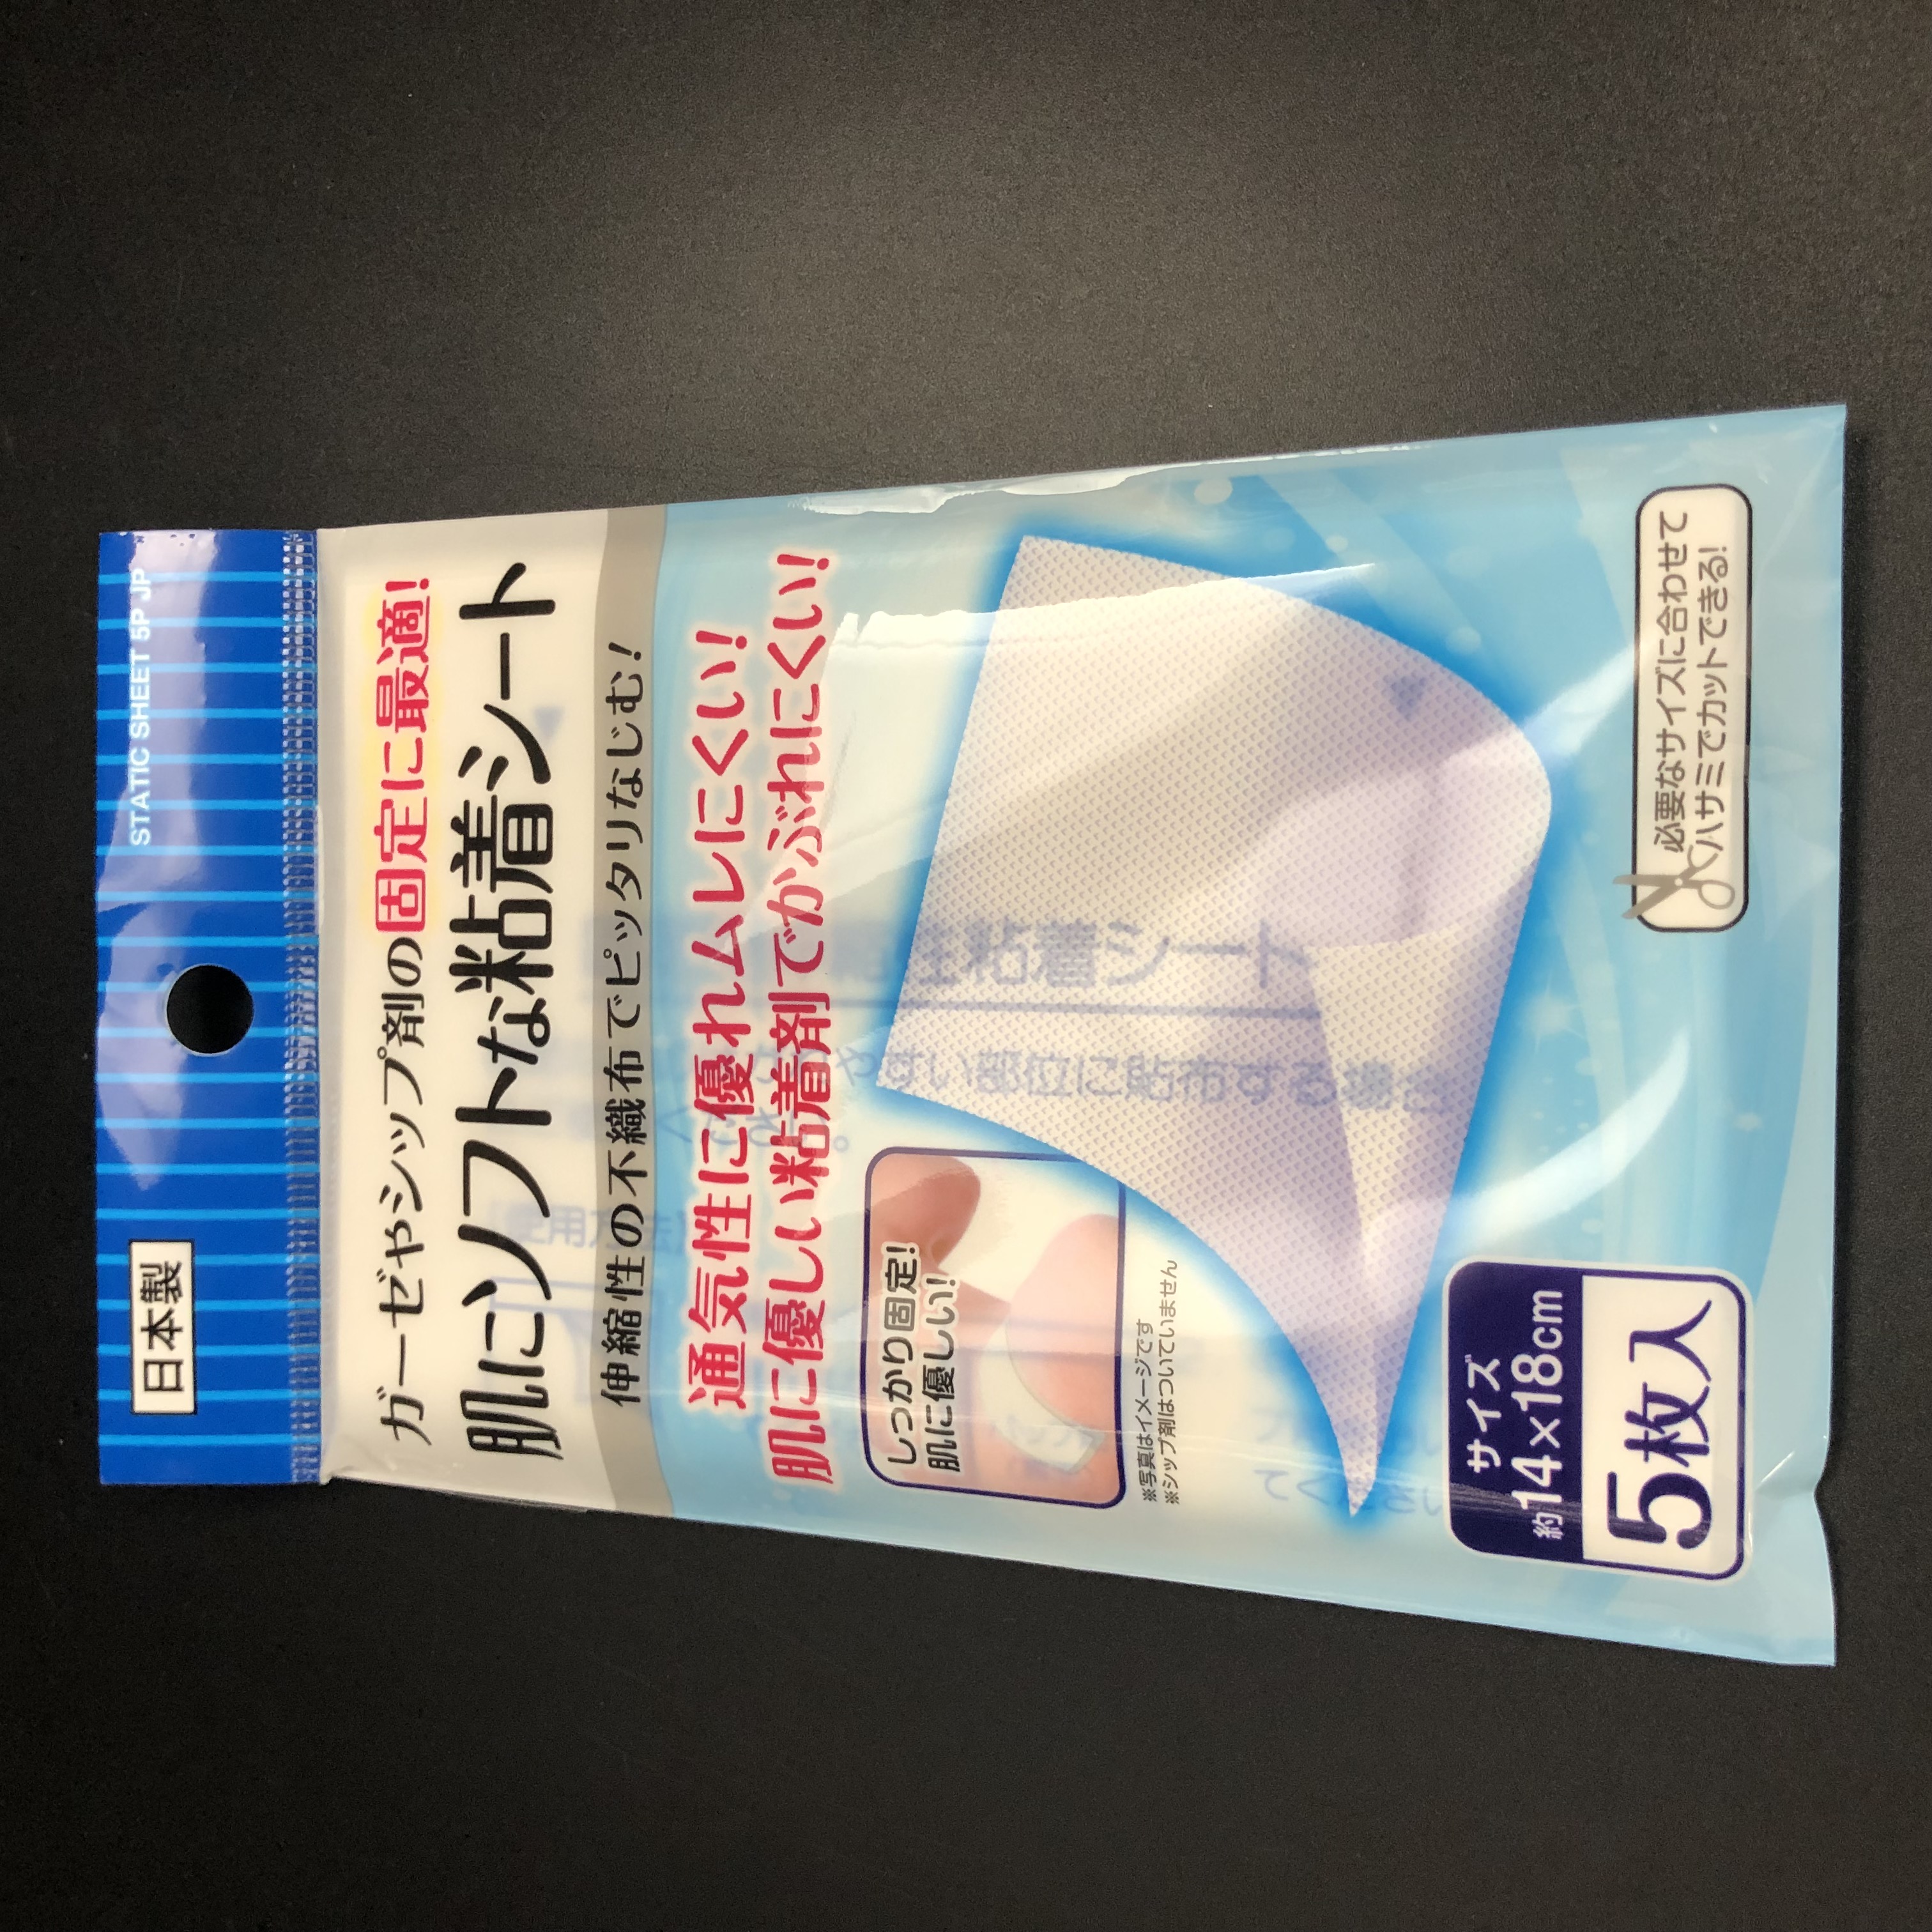 日本製
STATIC SHEET 5P JP
ガーゼやシップ剤の固定に最適!
肌にソフトな粘着シート
伸縮性の不織布でピッタリなじむ!
通気性に優れムレにくい!
肌に優しい粘着剤でかぶれにくい!
しっかり固定!
肌に優しい!
※写真はイメージです
※シップ剤はついていません
サイズ
約14×18cm
5枚入
必要なサイズに合わせて
ハサミでカットできる!